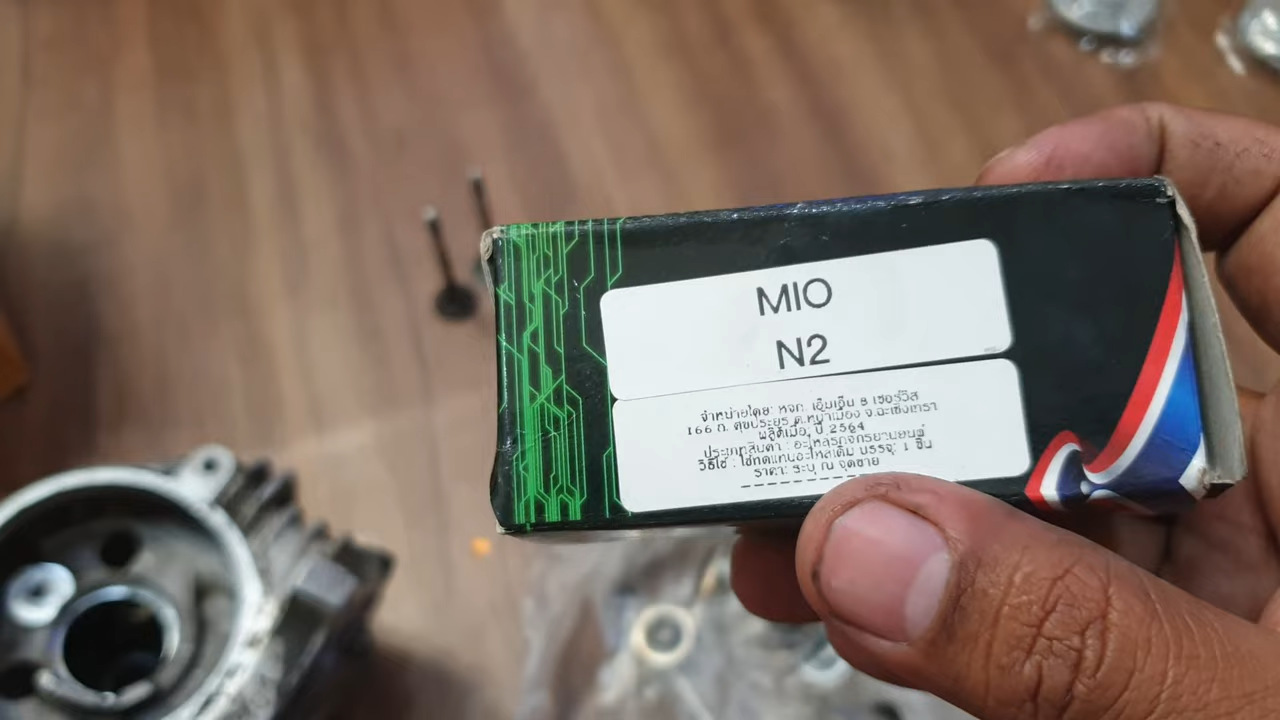 MIO
N2
จำหน่ายโดย: หจก. เอ็มเอ็น 8 เซอร์วิส
166 ถ. ศุขประยูร ต.หน้าเมือง จ.ฉะเชิงเทรา
ผลิตเมื่อ ปี 2564
ประเภทสินค้า : อะไหล่รถจักรยานยนต์
วิธีใช้ : ใช้ทดแทนอะไหล่เดิม บรรจุ: 1 ชิ้น
ราคา: ระบุ ณ จุดขาย